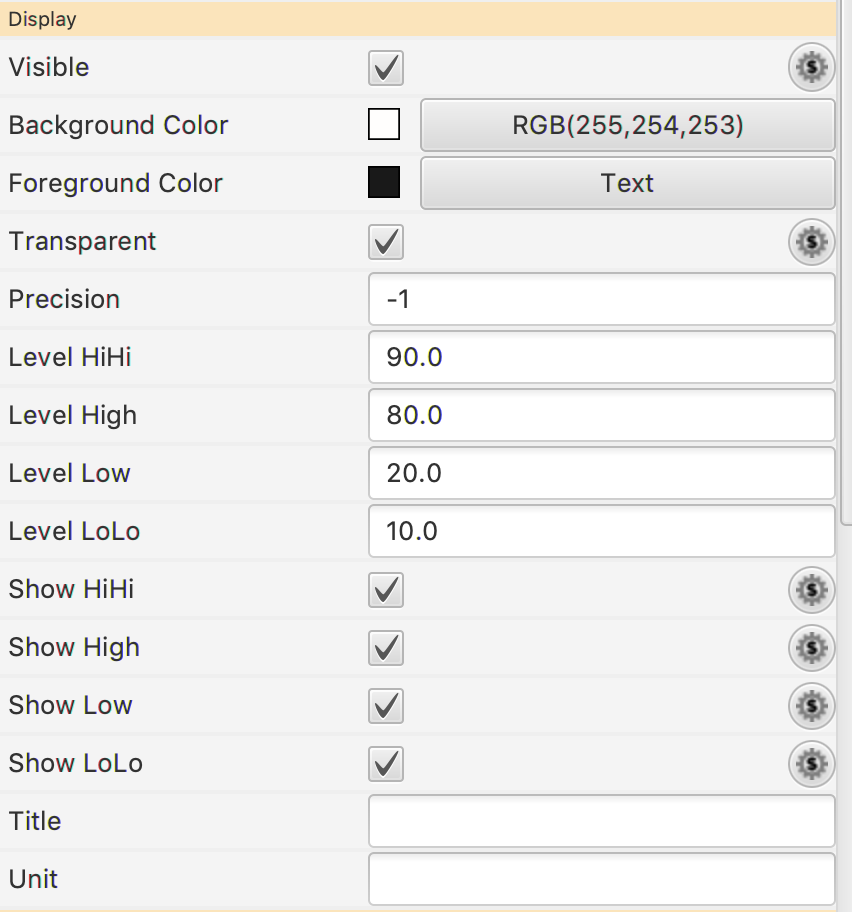 Display
Visible
Background Color RGB(255,254,253)
Foreground Color Text
Transparent
Precision -1
Level HiHi 90.0
Level High 80.0
Level Low 20.0
Level LoLo 10.0
Show HiHi
Show High
Show Low
Show LoLo
Title
Unit